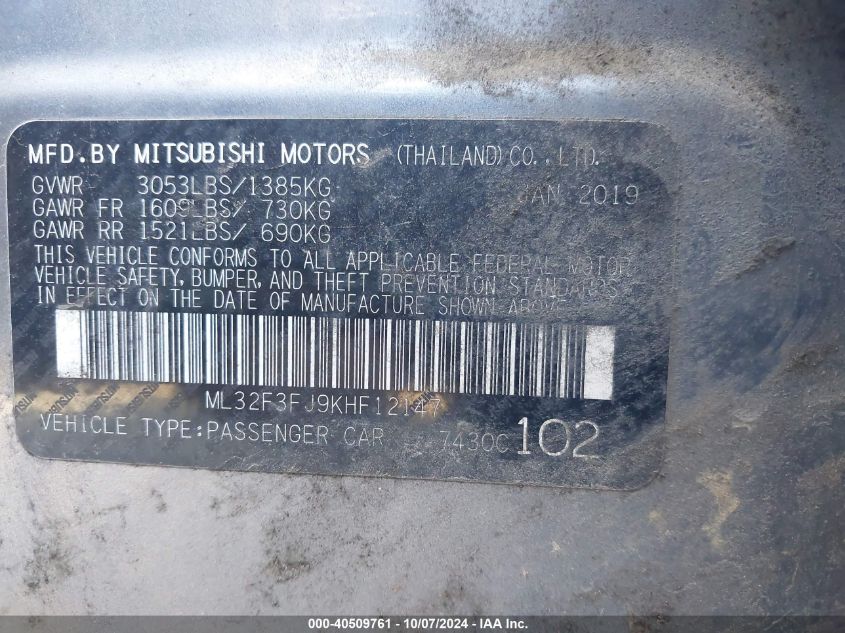 MFD.BY MITSUBISHI MOTORS (THAILAND) CO., LTD.
GVWR 3053LBS/1385KG JAN 2019
GAWR FR 1609LBS/ 730KG
GAWR RR 1521LBS/ 690KG
THIS VEHICLE CONFORMS TO ALL APPLICABLE FEDERAL MOTOR
VEHICLE SAFETY, BUMPER, AND THEFT PREVENTION STANDARDS
IN EFFECT ON THE DATE OF MANUFACTURE SHOWN ABOVE.
ML32F3FJ9KHF12147
VEHICLE TYPE:PASSENGER CAR 7430C 102
000-40509761 - 10/07/2024 - IAA Inc.